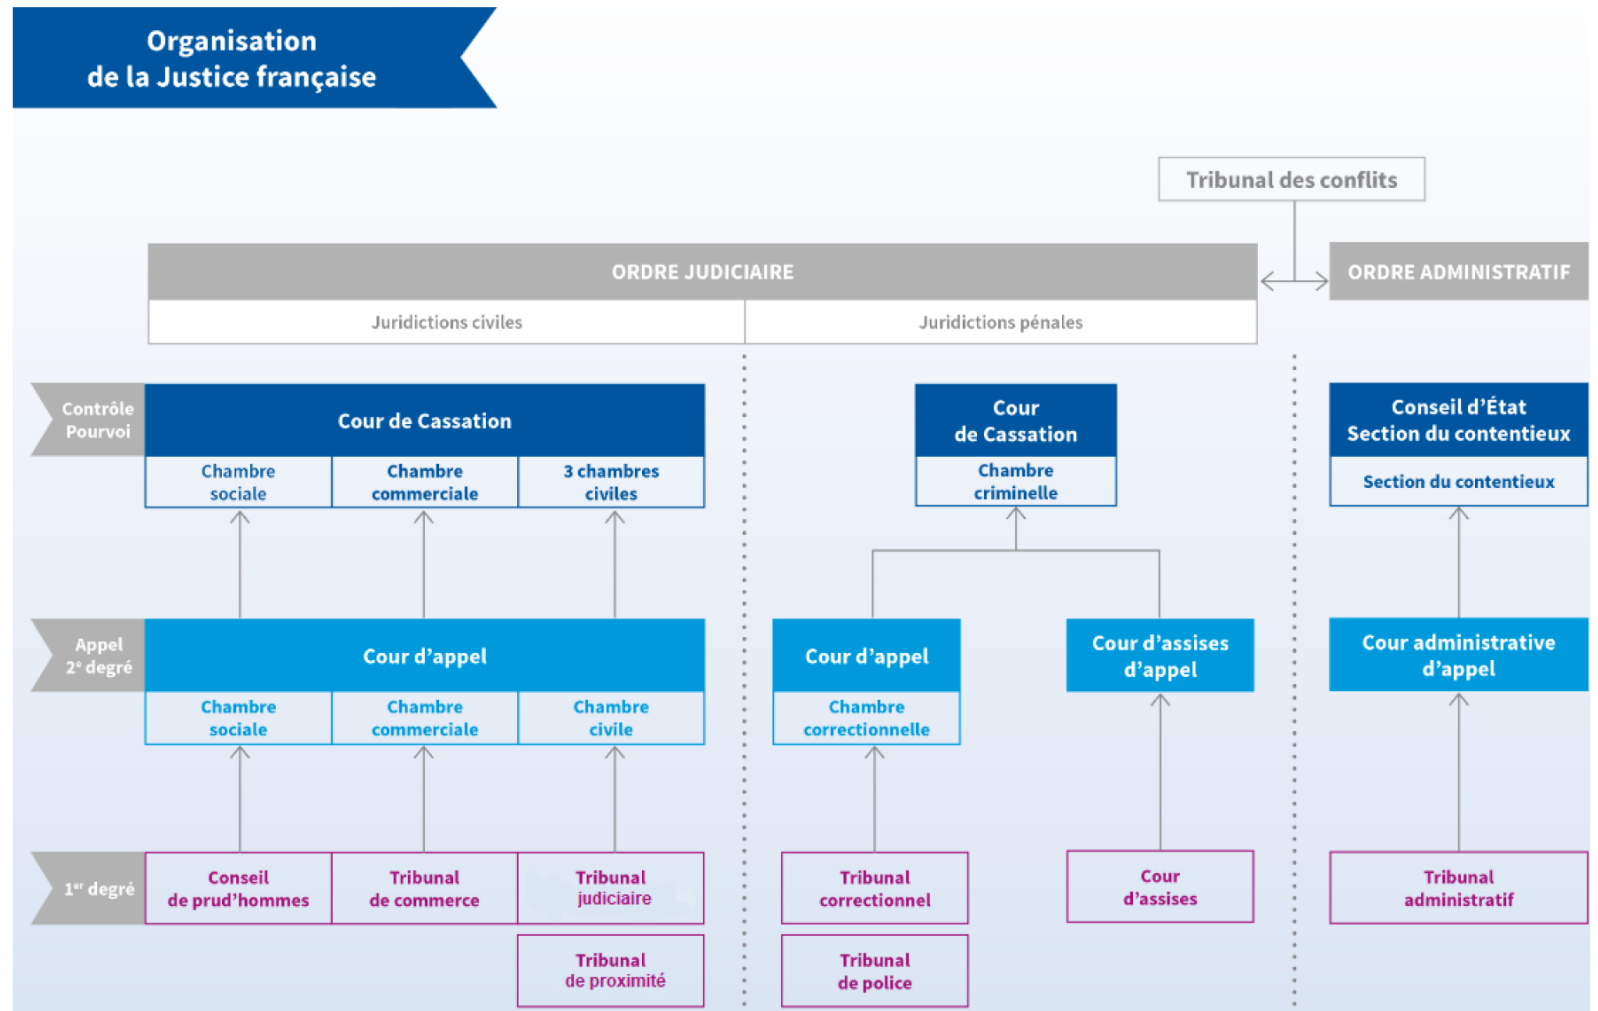 Organisation
de la Justice française
Tribunal des conflits
ORDRE JUDICIAIRE
ORDRE ADMINISTRATIF
Juridictions civiles
Juridictions pénales
Contrôle
Pourvoi
Cour de Cassation
Cour
de Cassation
Conseil d’État
Section du contentieux
Chambre
sociale
Chambre
commerciale
3 chambres
civiles
Chambre
criminelle
Section du contentieux
Appel
2e degré
Cour d’appel
Cour d’appel
Cour d’assises
d’appel
Cour administrative
d’appel
Chambre
sociale
Chambre
commerciale
Chambre
civile
Chambre
correctionnelle
1er degré
Conseil
de prud’hommes
Tribunal
de commerce
Tribunal
judiciaire
Tribunal
correctionnel
Cour
d’assises
Tribunal
administratif
Tribunal
de proximité
Tribunal
de police